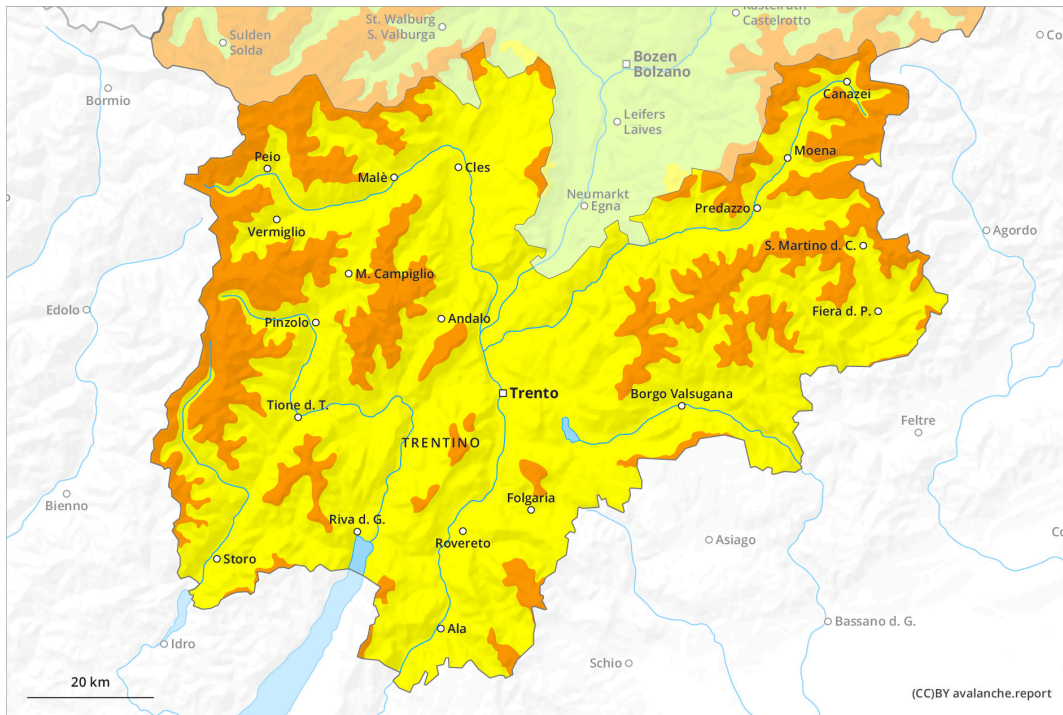 Kastelruth
Castelrotto
St. Walburg
S. Valburga
Sulden
Solda
Bozen
Bolzano
Bormio
Canazei
Leifers
Laives
Moena
Peio
Malè
Cles
Neumarkt
Egna
Predazzo
Vermiglio
Agordo
S. Martino d. C.
M. Campiglio
Edolo
Pinzolo
Andalo
Fiera d. P.
Trento
Borgo Valsugana
Tione d. T.
Feltre
TRENTINO
Bienno
Folgaria
Riva d. G.
Rovereto
Asiago
Storo
Bassano d. G.
Ala
Idro
Schio
20 km
(CC)BY avalanche.report